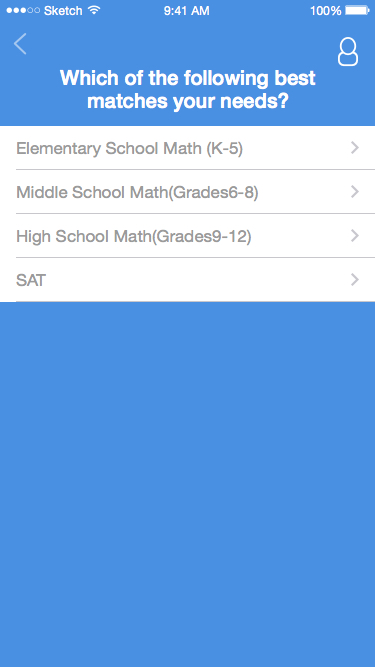 Sketch 9:41 AM 100%
Which of the following best
matches your needs?
Elementary School Math (K-5)
Middle School Math(Grades6-8)
High School Math(Grades9-12)
SAT